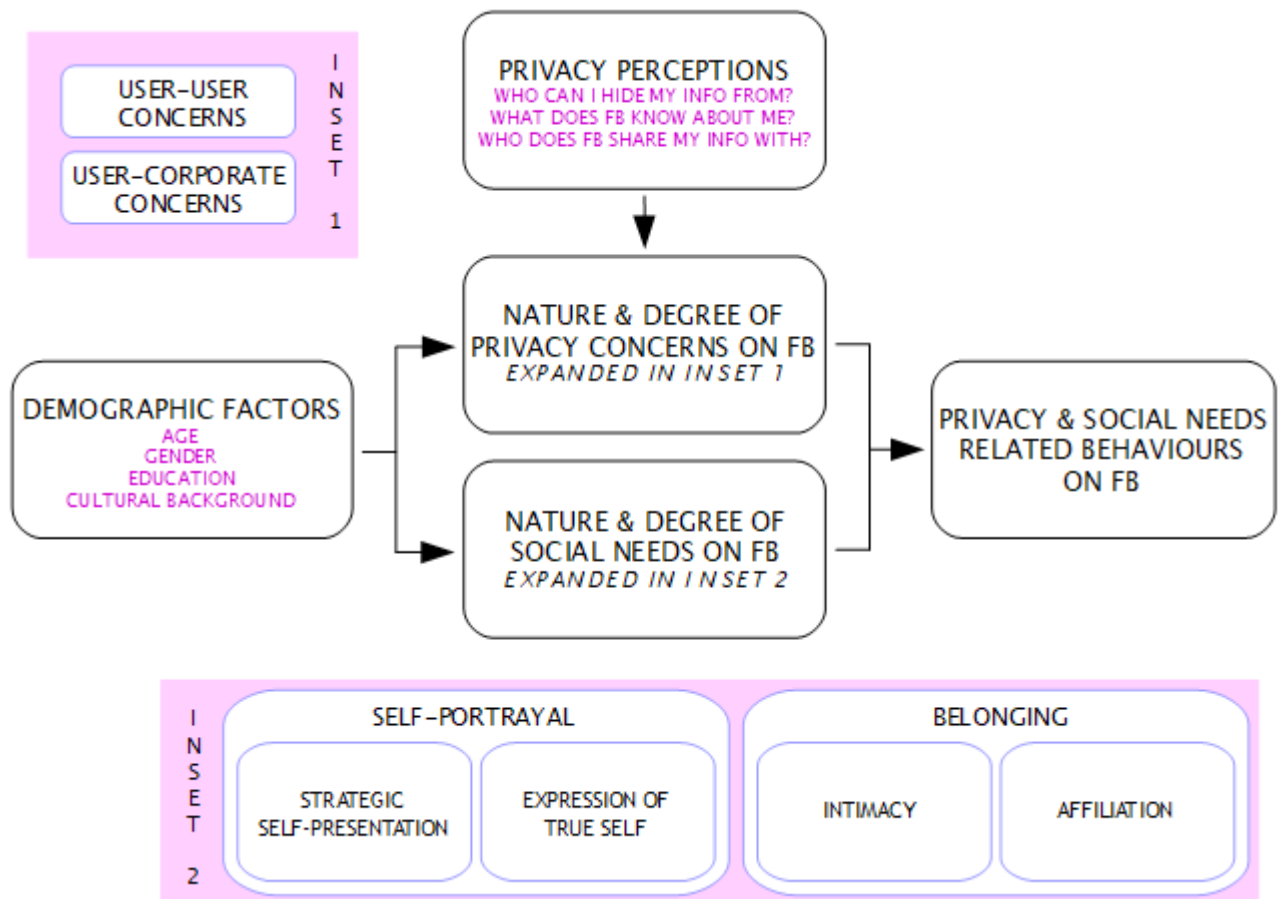 INSET 1
USER-USER
CONCERNS
USER-CORPORATE
CONCERNS
PRIVACY PERCEPTIONS
WHO CAN I HIDE MY INFO FROM?
WHAT DOES FB KNOW ABOUT ME?
WHO DOES FB SHARE MY INFO WITH?
NATURE & DEGREE OF
PRIVACY CONCERNS ON FB
EXPANDED IN INSET 1
DEMOGRAPHIC FACTORS
AGE
GENDER
EDUCATION
CULTURAL BACKGROUND
NATURE & DEGREE OF
SOCIAL NEEDS ON FB
EXPANDED IN INSET 2
PRIVACY & SOCIAL NEEDS
RELATED BEHAVIOURS
ON FB
INSET 2
SELF-PORTRAYAL
STRATEGIC
SELF-PRESENTATION
EXPRESSION OF
TRUE SELF
BELONGING
INTIMACY
AFFILIATION